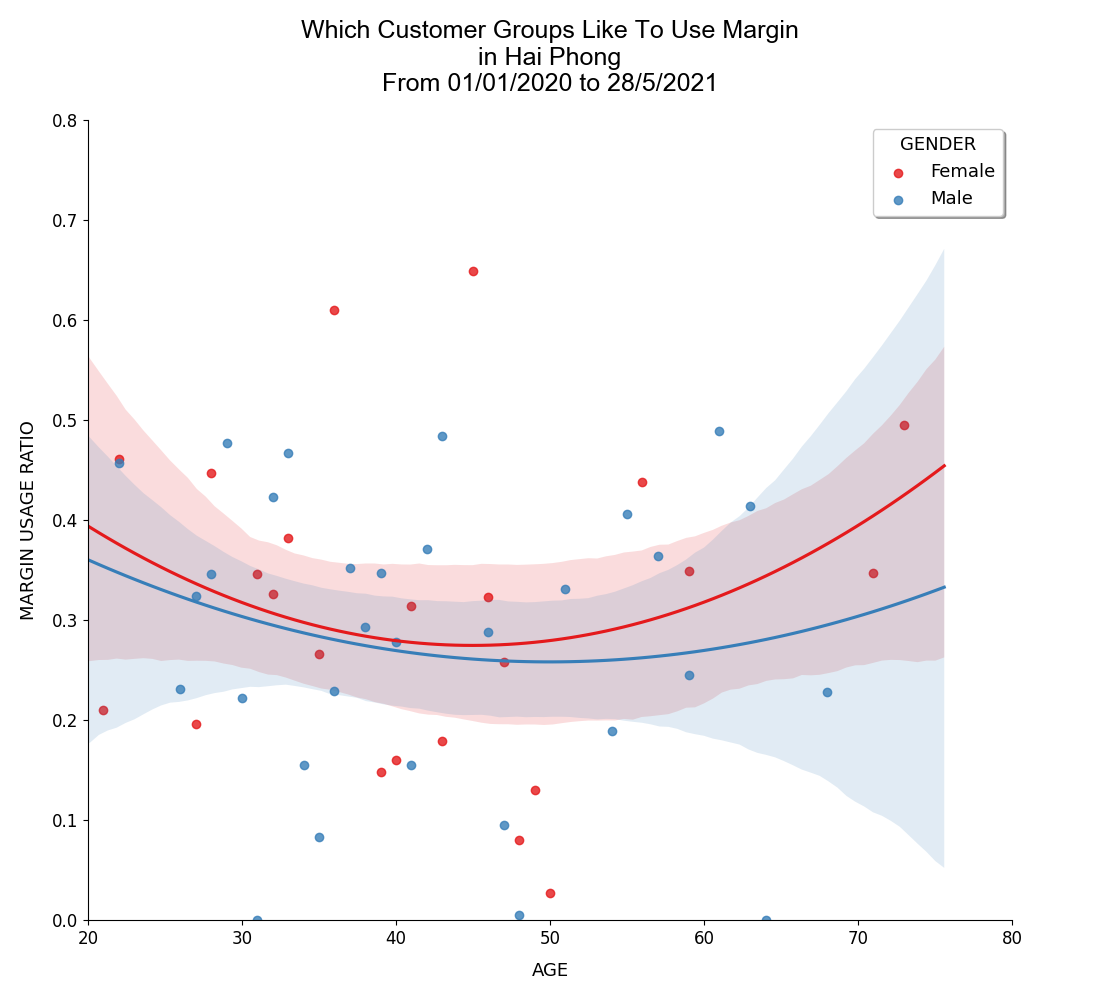 Which Customer Groups Like To Use Margin
in Hai Phong
From 01/01/2020 to 28/5/2021
GENDER
Female
Male
MARGIN USAGE RATIO
0.8
0.7
0.6
0.5
0.4
0.3
0.2
0.1
0.0
20 30 40 50 60 70 80
AGE